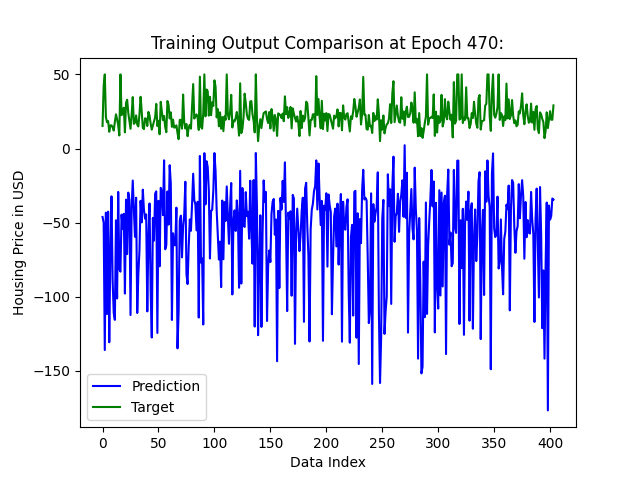 Training Output Comparison at Epoch 470:
Housing Price in USD
50
0
−50
−100
−150
Prediction
Target
0 50 100 150 200 250 300 350 400
Data Index